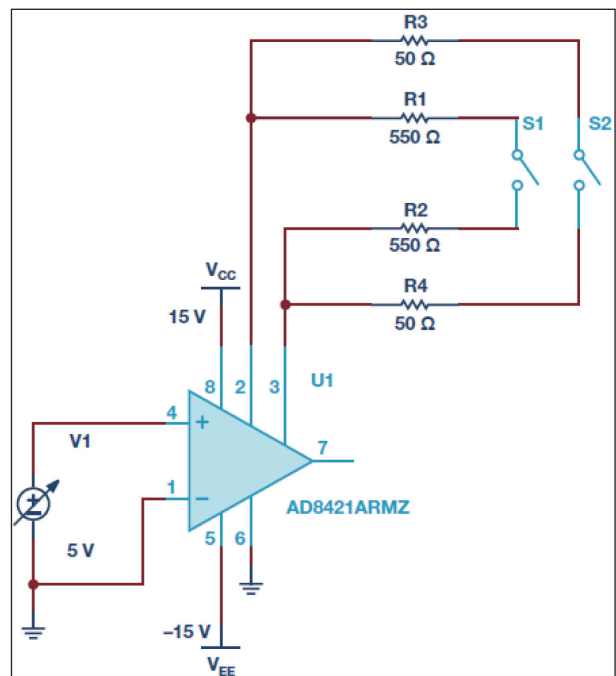 R3
50 Ω
R1
550 Ω
S1 S2
R2
550 Ω
R4
50 Ω
VCC
15 V
8 2 3 U1
4 +
V1
7
1 −
AD8421ARMZ
5 V
5 6
–15 V
VEE